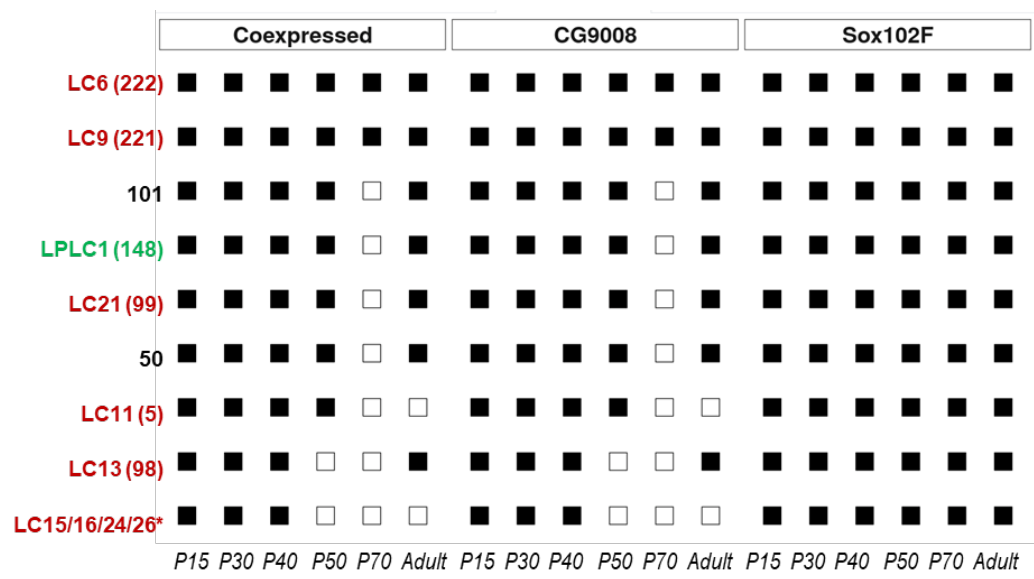 Coexpressed CG9008 Sox102F
LC6 (222)
LC9 (221)
101
LPLC1 (148)
LC21 (99)
50
LC11 (5)
LC13 (98)
LC15/16/24/26*
P15 P30 P40 P50 P70 Adult P15 P30 P40 P50 P70 Adult P15 P30 P40 P50 P70 Adult